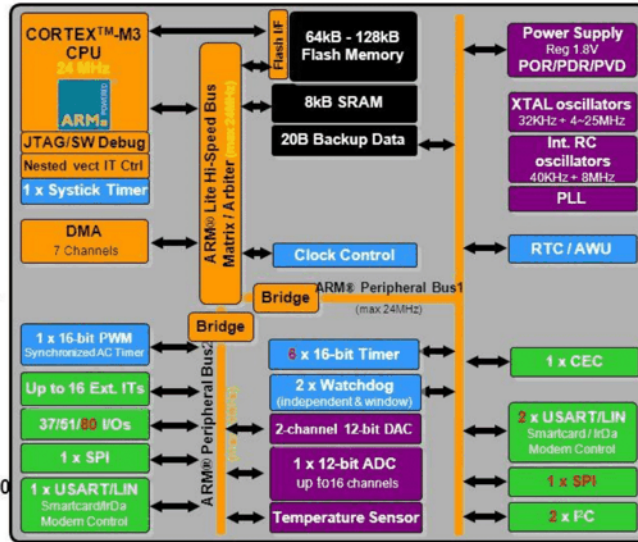 CORTEX™-M3
CPU
24 MHz
ARM
POWERED
JTAG/SW Debug
Nested vect IT Ctrl
1 x Systick Timer
DMA
7 Channels
1 x 16-bit PWM
Synchronized AC Timer
Up to 16 Ext. ITs
37/51/80 I/Os
1 x SPI
1 x USART/LIN
Smartcard/IrDa
Modem Control
0
ARM® Lite Hi-Speed Bus
Matrix / Arbiter (max 24MHz)
Flash I/F
64kB - 128kB
Flash Memory
8kB SRAM
20B Backup Data
Clock Control
ARM® Peripheral Bus1
(max 24MHz)
Bridge
Bridge
ARM® Peripheral Bus2
6 x 16-bit Timer
2 x Watchdog
(independent & window)
2-channel 12-bit DAC
1 x 12-bit ADC
up to16 channels
Temperature Sensor
Power Supply
Reg 1.8V
POR/PDR/PVD
XTAL oscillators
32KHz + 4~25MHz
Int. RC
oscillators
40KHz + 8MHz
PLL
RTC / AWU
1 x CEC
2 x USART/LIN
Smartcard / IrDa
Modem Control
1 x SPI
2 x I²C